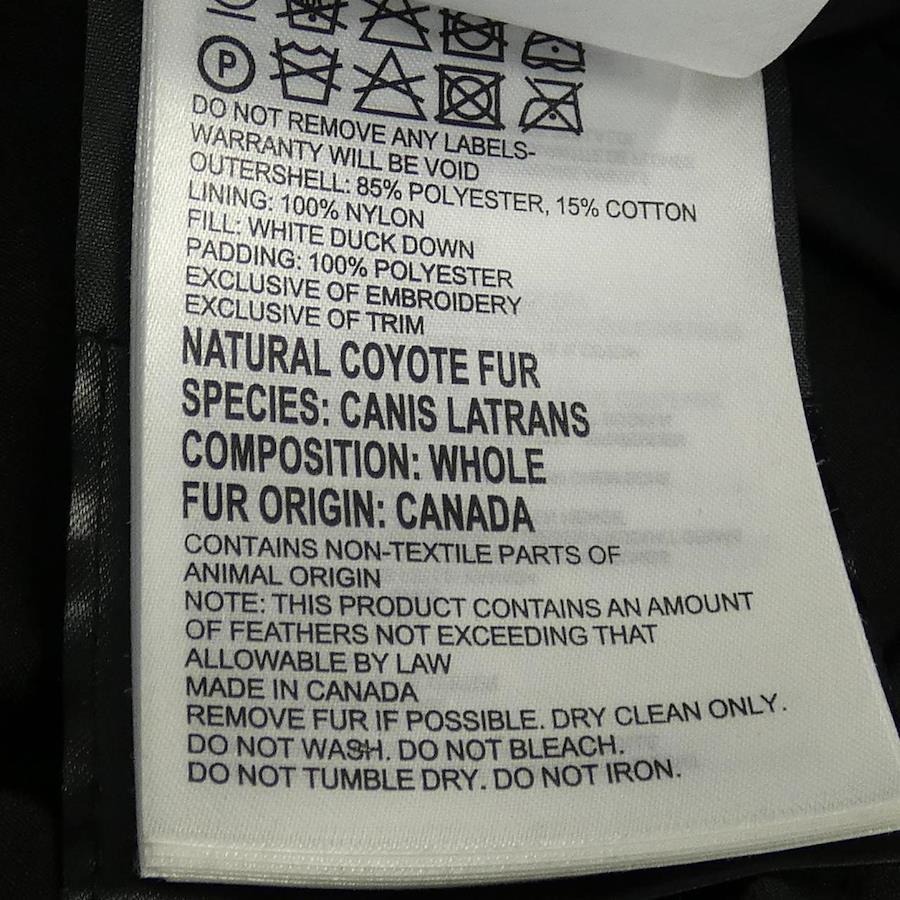 P
DO NOT REMOVE ANY LABELS-
WARRANTY WILL BE VOID
OUTERSHELL: 85% POLYESTER, 15% COTTON
LINING: 100% NYLON
FILL: WHITE DUCK DOWN
PADDING: 100% POLYESTER
EXCLUSIVE OF EMBROIDERY
EXCLUSIVE OF TRIM
NATURAL COYOTE FUR
SPECIES: CANIS LATRANS
COMPOSITION: WHOLE
FUR ORIGIN: CANADA
CONTAINS NON-TEXTILE PARTS OF
ANIMAL ORIGIN
NOTE: THIS PRODUCT CONTAINS AN AMOUNT
OF FEATHERS NOT EXCEEDING THAT
ALLOWABLE BY LAW
MADE IN CANADA
REMOVE FUR IF POSSIBLE. DRY CLEAN ONLY.
DO NOT WASH. DO NOT BLEACH.
DO NOT TUMBLE DRY. DO NOT IRON.